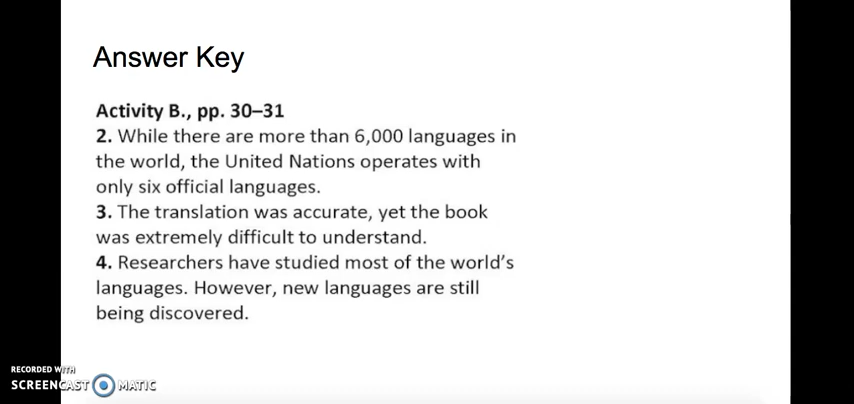 Answer Key
Activity B., pp. 30–31
2. While there are more than 6,000 languages in
the world, the United Nations operates with
only six official languages.
3. The translation was accurate, yet the book
was extremely difficult to understand.
4. Researchers have studied most of the world's
languages. However, new languages are still
being discovered.
RECORDED WITH
SCREENCAST MATIC